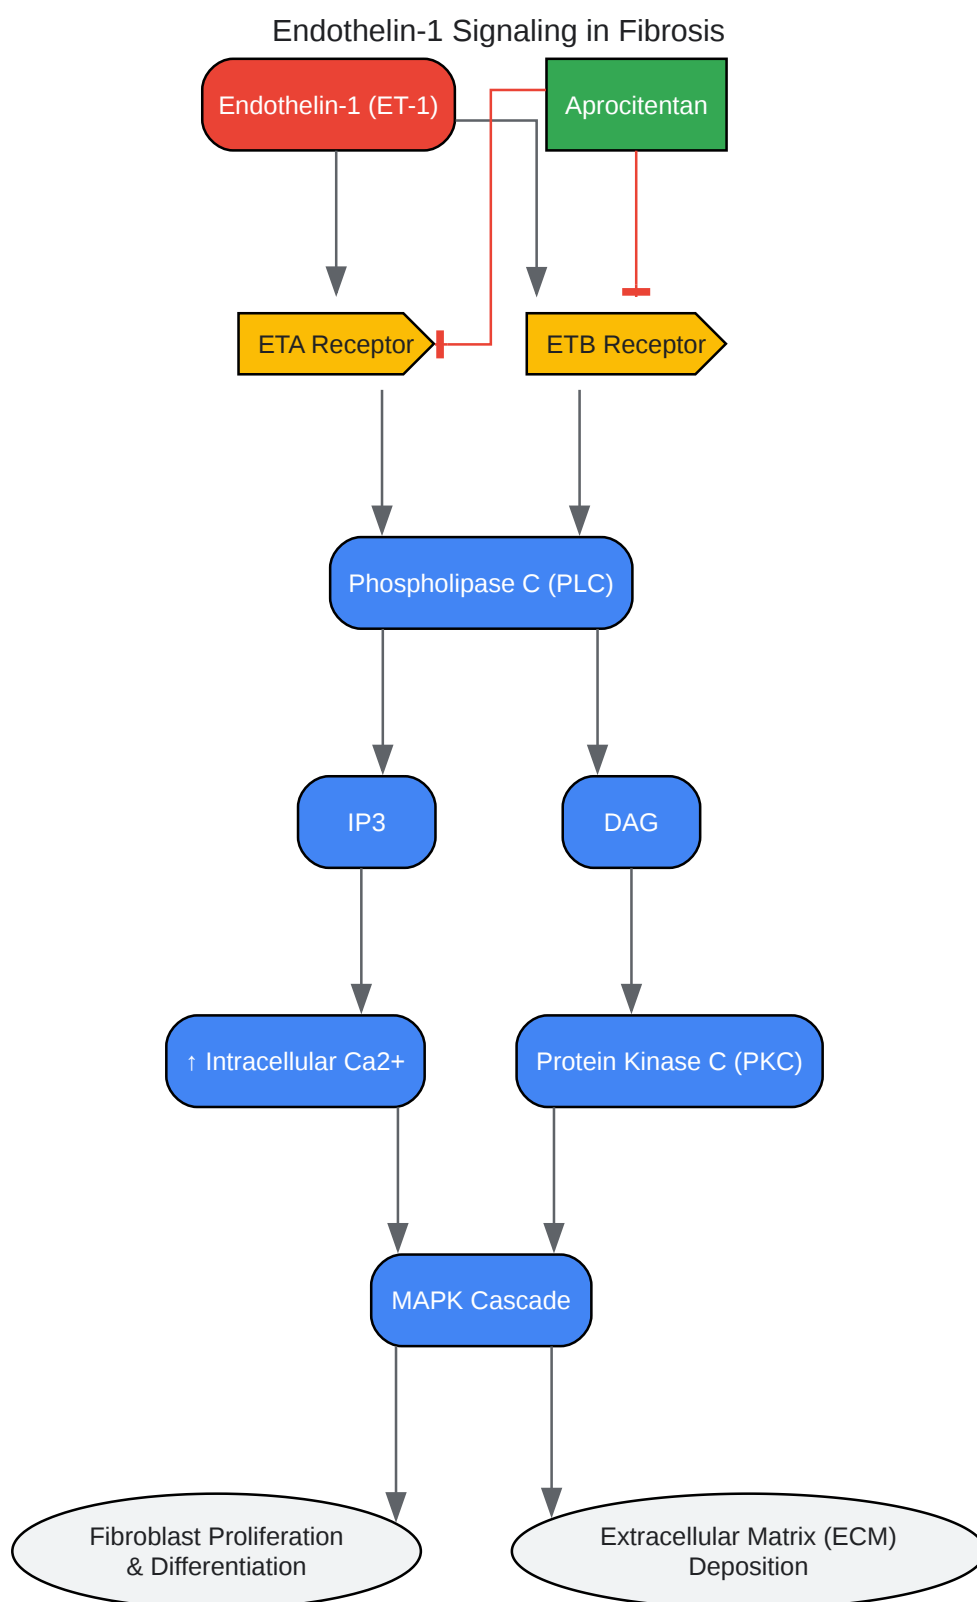 Endothelin-1 Signaling in Fibrosis
Endothelin-1 (ET-1)
Aprocitentan
ETA Receptor
ETB Receptor
Phospholipase C (PLC)
IP3
DAG
↑ Intracellular Ca2+
Protein Kinase C (PKC)
MAPK Cascade
Fibroblast Proliferation
& Differentiation
Extracellular Matrix (ECM)
Deposition